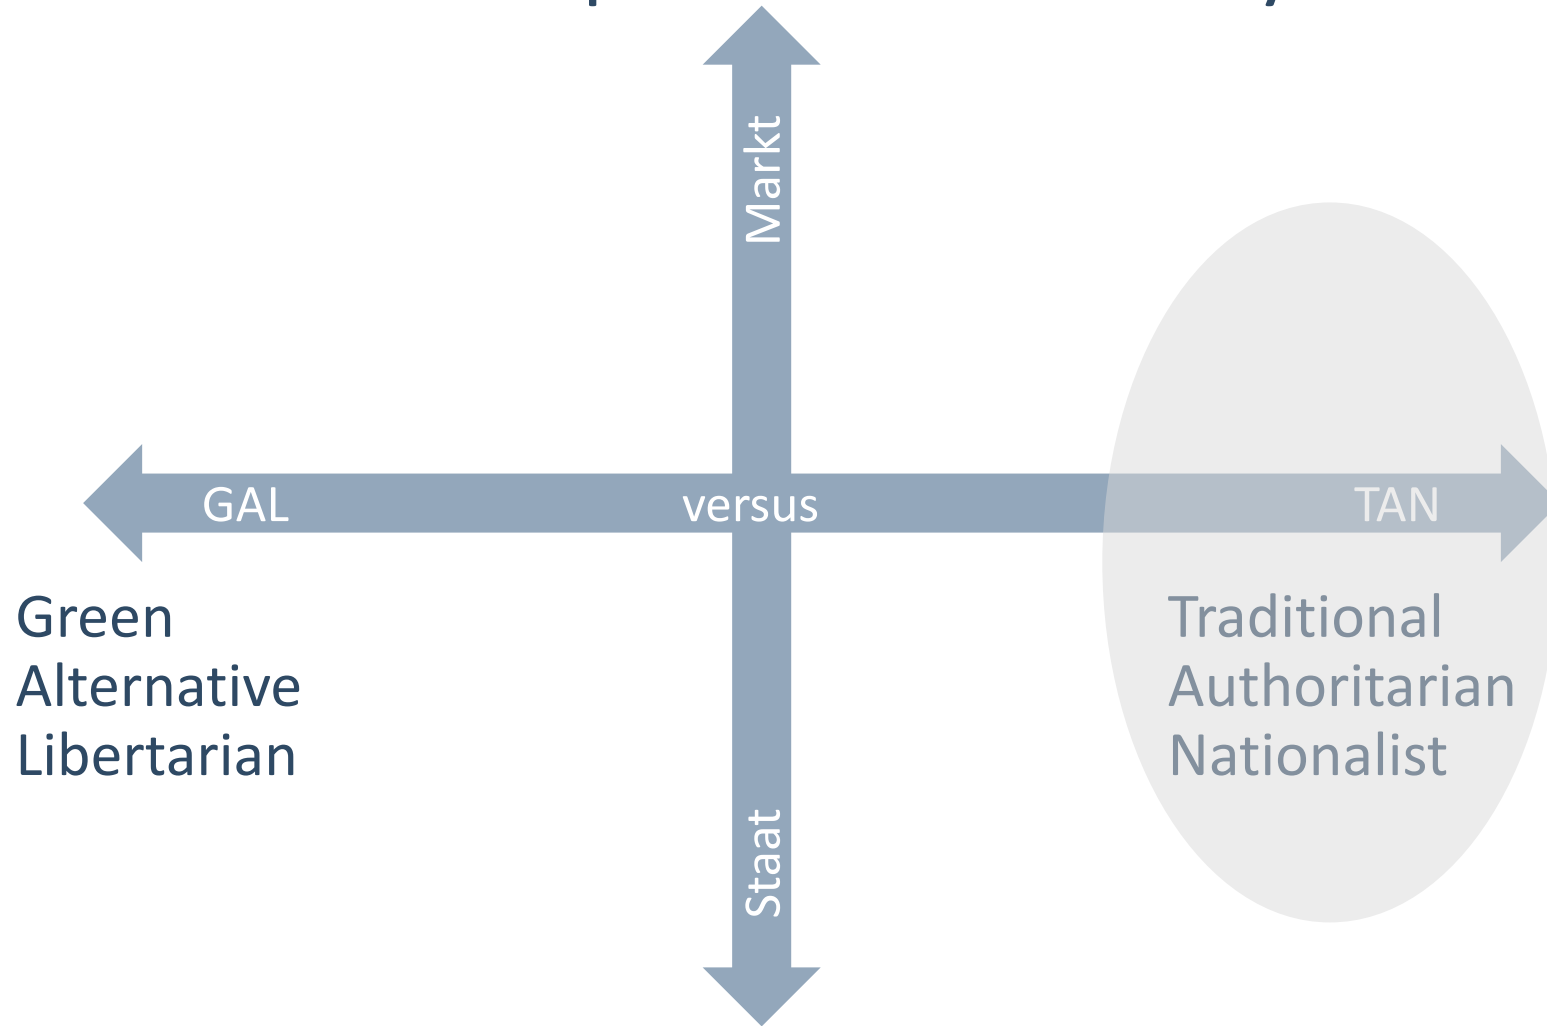 Markt
GAL
versus
TAN
Green
Alternative
Libertarian
Traditional
Authoritarian
Nationalist
Staat